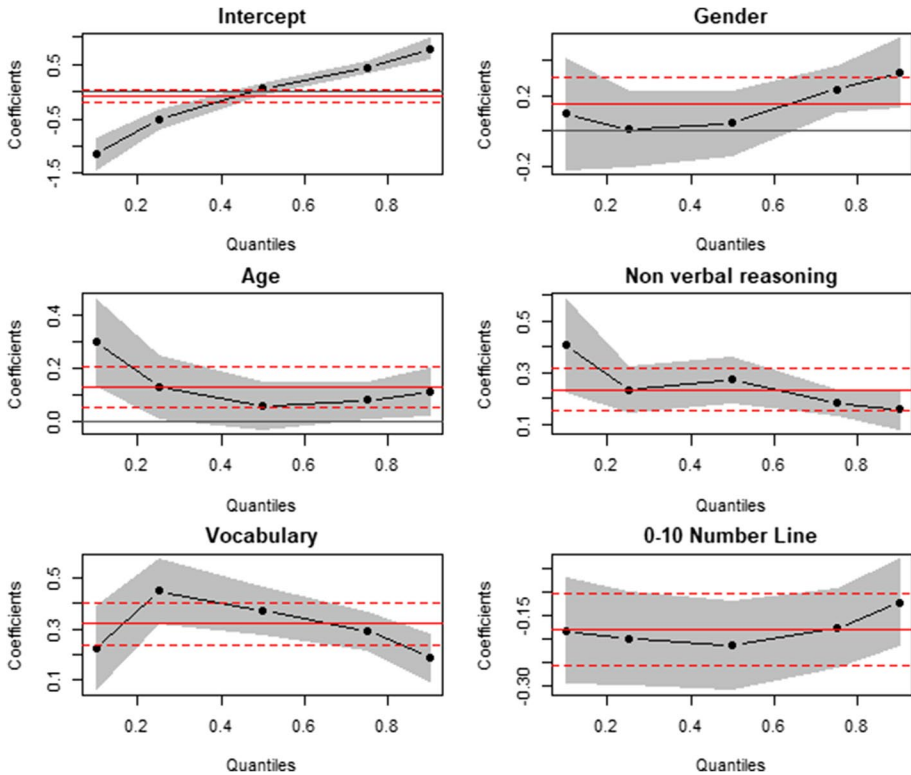 Intercept
Coefficients
0.5
-0.5
-1.5
0.2 0.4 0.6 0.8
Quantiles
Gender
Coefficients
0.2
-0.2
0.2 0.4 0.6 0.8
Quantiles
Age
Coefficients
0.4
0.2
0.0
0.2 0.4 0.6 0.8
Quantiles
Non verbal reasoning
Coefficients
0.5
0.3
0.1
0.2 0.4 0.6 0.8
Quantiles
Vocabulary
Coefficients
0.5
0.3
0.1
0.2 0.4 0.6 0.8
Quantiles
0-10 Number Line
Coefficients
-0.15
-0.30
0.2 0.4 0.6 0.8
Quantiles